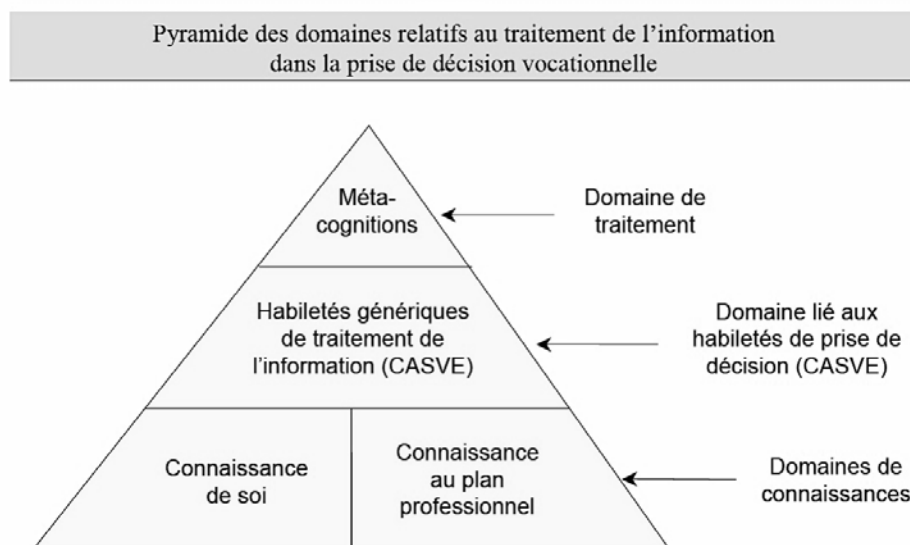 Pyramide des domaines relatifs au traitement de l’information
dans la prise de décision vocationnelle
Méta-
cognitions
Domaine de
traitement
Habiletés génériques
de traitement de
l’information (CASVE)
Domaine lié aux
habiletés de prise de
décision (CASVE)
Connaissance
de soi
Connaissance
au plan
professionnel
Domaines de
connaissances